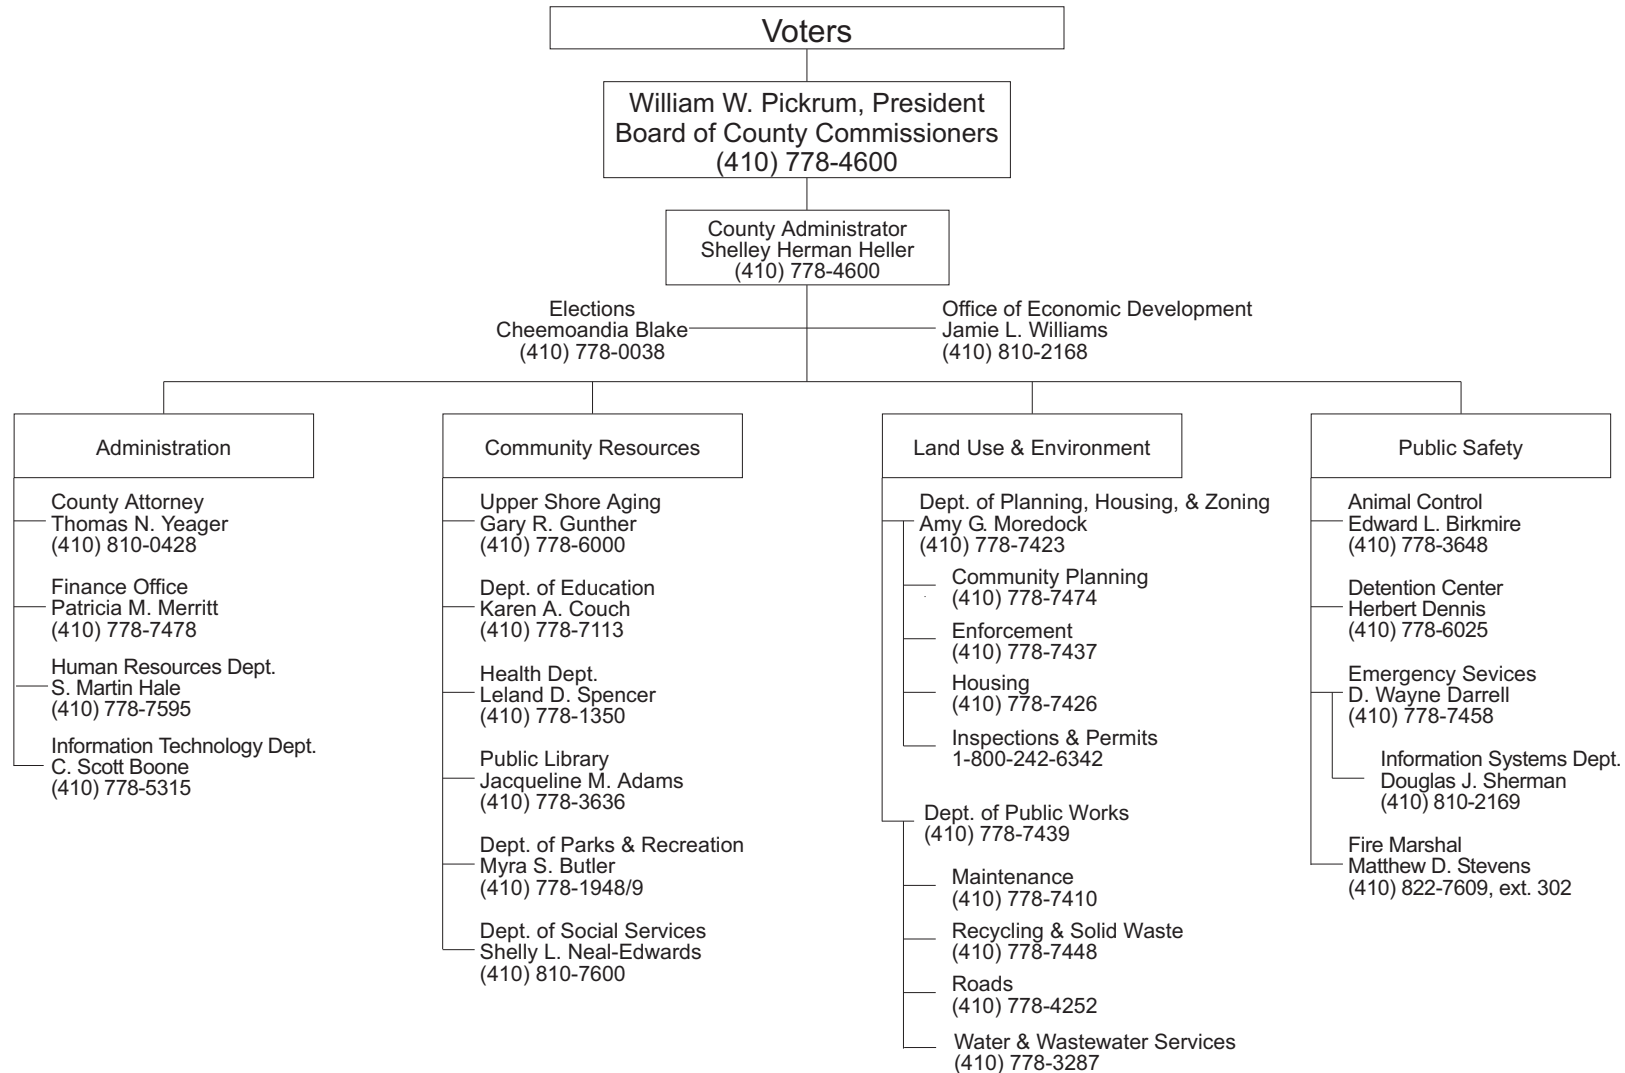 Voters
William W. Pickrum, President
Board of County Commissioners
(410) 778-4600
County Administrator
Shelley Herman Heller
(410) 778-4600
Elections
Cheemoandia Blake
(410) 778-0038
Office of Economic Development
Jamie L. Williams
(410) 810-2168
Administration
County Attorney
Thomas N. Yeager
(410) 810-0428
Finance Office
Patricia M. Merritt
(410) 778-7478
Human Resources Dept.
S. Martin Hale
(410) 778-7595
Information Technology Dept.
C. Scott Boone
(410) 778-5315
Community Resources
Upper Shore Aging
Gary R. Gunther
(410) 778-6000
Dept. of Education
Karen A. Couch
(410) 778-7113
Health Dept.
Leland D. Spencer
(410) 778-1350
Public Library
Jacqueline M. Adams
(410) 778-3636
Dept. of Parks & Recreation
Myra S. Butler
(410) 778-1948/9
Dept. of Social Services
Shelly L. Neal-Edwards
(410) 810-7600
Land Use & Environment
Dept. of Planning, Housing, & Zoning
Amy G. Moredock
(410) 778-7423
Community Planning
(410) 778-7474
Enforcement
(410) 778-7437
Housing
(410) 778-7426
Inspections & Permits
1-800-242-6342
Dept. of Public Works
(410) 778-7439
Maintenance
(410) 778-7410
Recycling & Solid Waste
(410) 778-7448
Roads
(410) 778-4252
Water & Wastewater Services
(410) 778-3287
Public Safety
Animal Control
Edward L. Birkmire
(410) 778-3648
Detention Center
Herbert Dennis
(410) 778-6025
Emergency Sevices
D. Wayne Darrell
(410) 778-7458
Information Systems Dept.
Douglas J. Sherman
(410) 810-2169
Fire Marshal
Matthew D. Stevens
(410) 822-7609, ext. 302